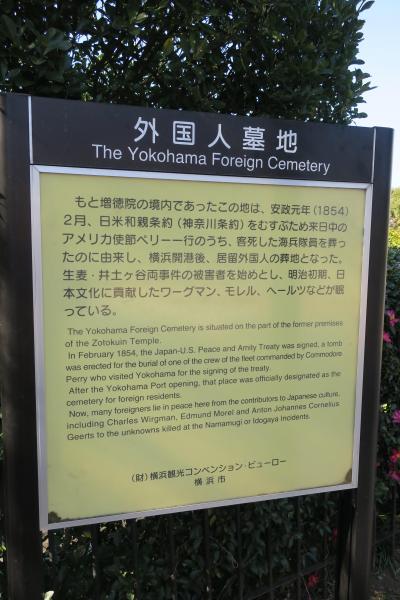 外国人墓地
The Yokohama Foreign Cemetery
もと増徳院の境内であったこの地は、安政元年(1854)
2月、日米和親条約(神奈川条約)をむすぶため来日中の
アメリカ使節ペリー一行のうち、客死した海兵隊員を葬っ
たのに由来し、横浜開港後、居留外国人の葬地となった。
生麦・井土ヶ谷両事件の被害者を始めとし、明治初期、日
本文化に貢献したワーグマン、モレル、ヘールツなどが眠
っている。
The Yokohama Foreign Cemetery is situated on the part of the former premises
of the Zotokuin Temple.
In February 1854, the Japan-U.S. Peace and Amity Treaty was signed, a tomb
was erected for the burial of one of the crew of the fleet commanded by Commodore
Perry who visited Yokohama for the signing of the treaty.
After the Yokohama Port opening, that place was officially designated as the
cemetery for foreign residents.
Now, many foreigners lie in peace here from the contributors to Japanese culture,
including Charles Wirgman, Edmund Morel and Anton Johannes Cornelius
Geerts to the unknowns killed at the Namamugi or Idogaya Incidents.
(財)横浜観光コンベンション・ビューロー
横浜市